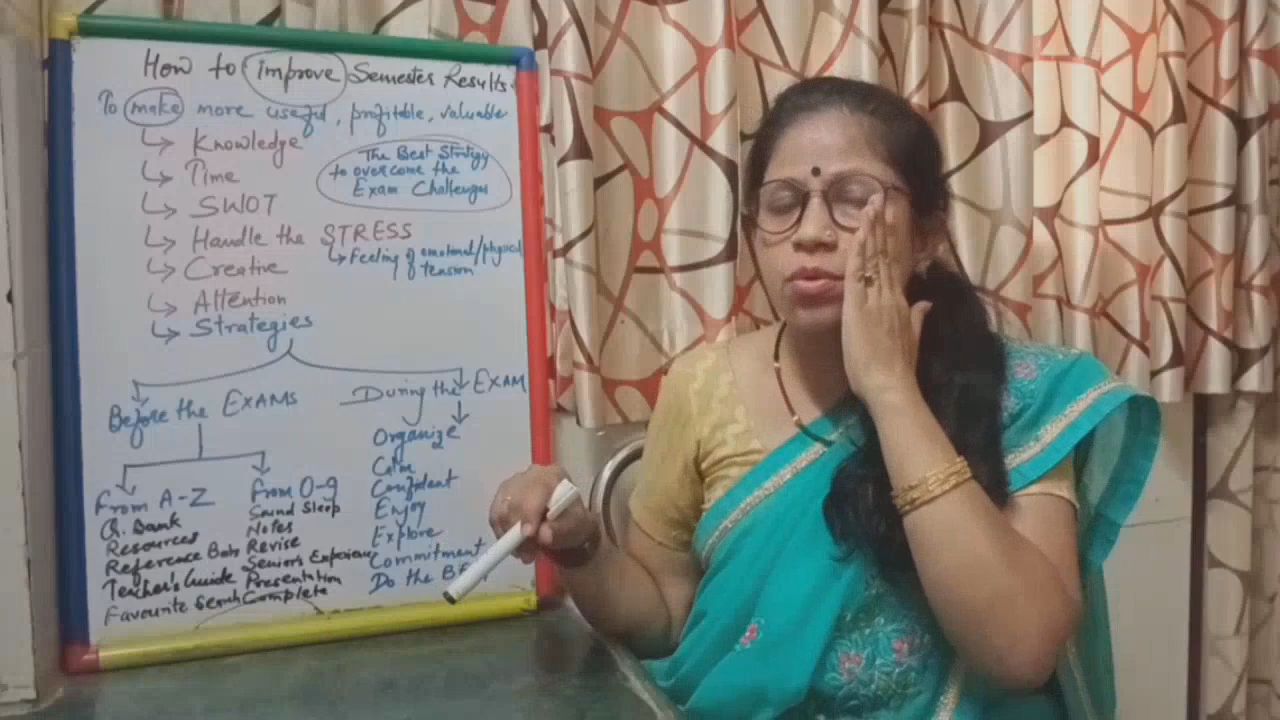 How to improve Semester Results.
To make more useful, profitable, valuable
↳ Knowledge
↳ Time
↳ SWOT
↳ Handle the STRESS
↳ Feeling of emotional/physical
tension
↳ Creative
↳ Attention
↳ Strategies
The Best Strategy
to overcome the
Exam Challenges
Before the EXAMS
From A-Z
Q. Bank
Resources
Reference Books
Teacher's Guide
Favourite Search
From 0-9
Sound Sleep
Notes
Revise
Seniors Experience
Presentation
Complete
During the EXAM
Organize
Calm
Confident
Enjoy
Explore
Commitment
Do the